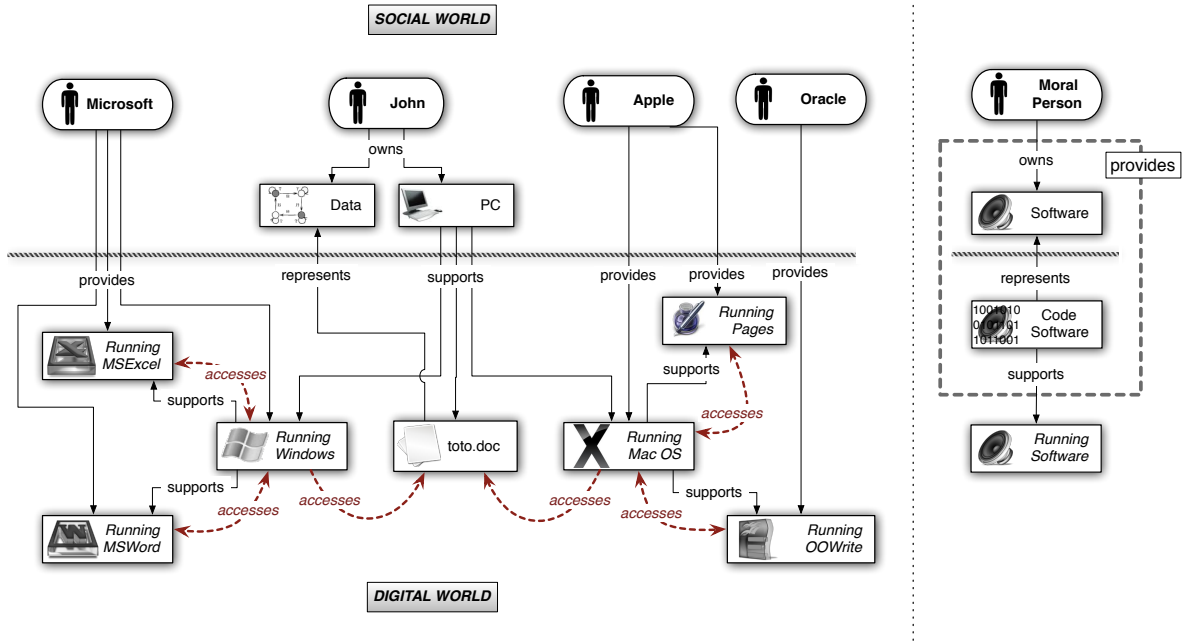 SOCIAL WORLD
Microsoft
John
Apple
Oracle
owns
Data
PC
provides
represents
supports
provides
provides
provides
Running
Pages
Running
MSExcel
accesses
supports
supports
accesses
Running
Windows
toto.doc
Running
Mac OS
supports
accesses
accesses
accesses
accesses
supports
Running
MSWord
Running
OOWrite
DIGITAL WORLD
Moral
Person
owns
provides
Software
represents
1001010
0101101
1011001
Code
Software
supports
Running
Software